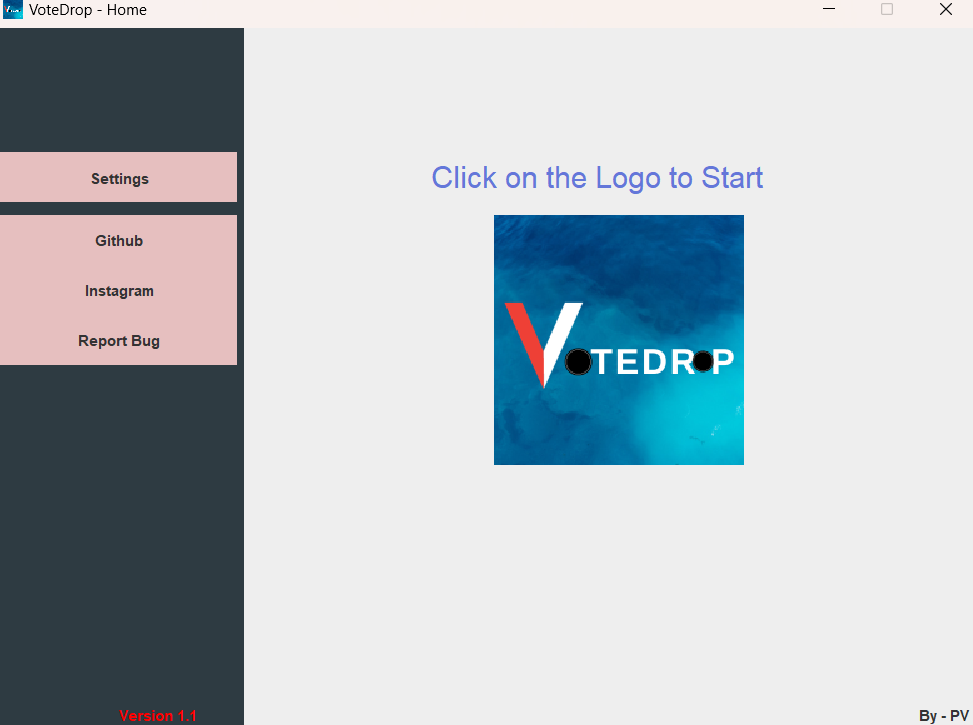 VoteDrop - Home
Settings
Github
Instagram
Report Bug
Version 1.1
Click on the Logo to Start
VOTEDROP
By - PV